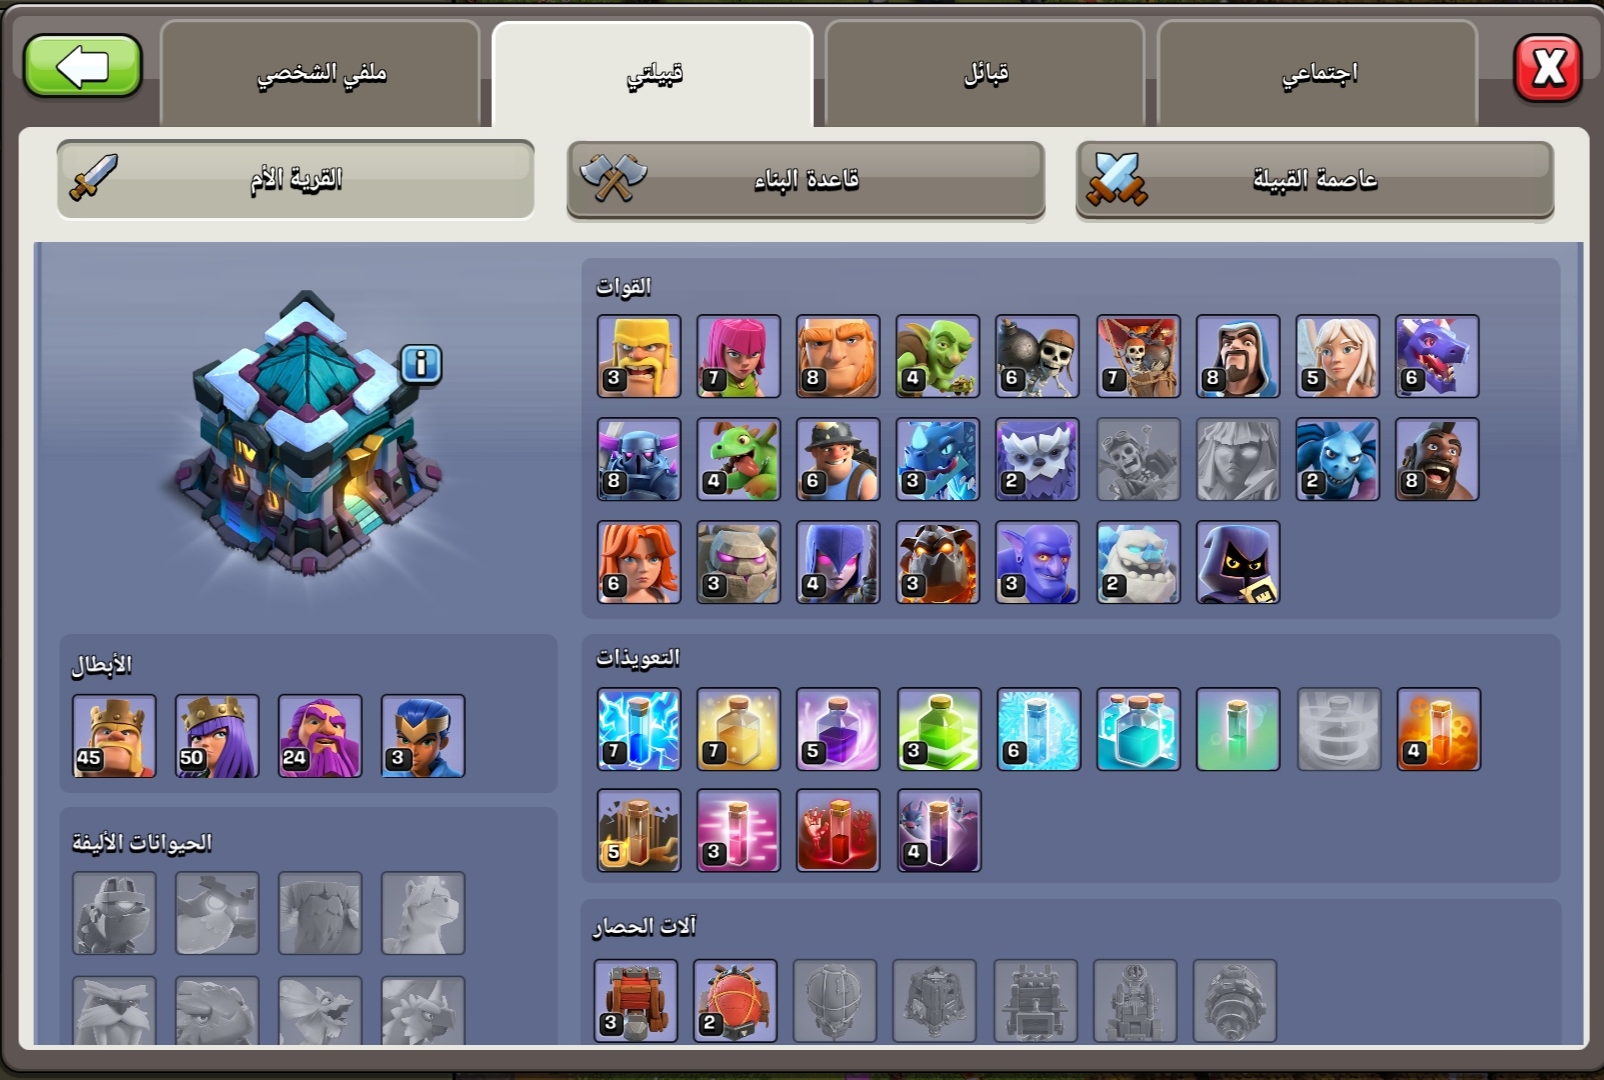 اجتماعي
قبائل
قبيلتي
ملفي الشخصي
X
عاصمة القبيلة
قاعدة البناء
القرية الأم
i
القوات
3 7 8 4 6 7 8 5 6
8 4 6 3 2 2 8
6 3 4 3 3 2
الأبطال
45 50 24 3
التعويذات
7 7 5 3 6 4
5 3 4
الحيوانات الأليفة
آلات الحصار
3 2